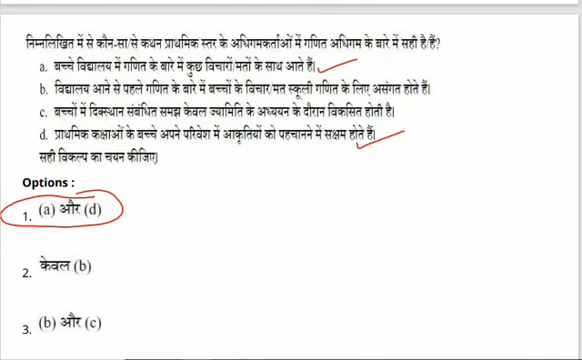 निम्नलिखित में से कौन-सा/से कथन प्राथमिक स्तर के अधिगमकर्ताओं में गणित अधिगम के बारे में सही है/हैं?
a. बच्चे विद्यालय में गणित के बारे में कुछ विचारों/मतों के साथ आते हैं।
b. विद्यालय आने से पहले गणित के बारे में बच्चों के विचार/मत स्कूली गणित के लिए असंगत होते हैं।
c. बच्चों में दिक्स्थान संबंधित समझ केवल ज्यामिति के अध्ययन के दौरान विकसित होती है।
d. प्राथमिक कक्षाओं के बच्चे अपने परिवेश में आकृतियों को पहचानने में सक्षम होते हैं।
सही विकल्प का चयन कीजिए।
Options :
1. (a) और (d)
2. केवल (b)
3. (b) और (c)